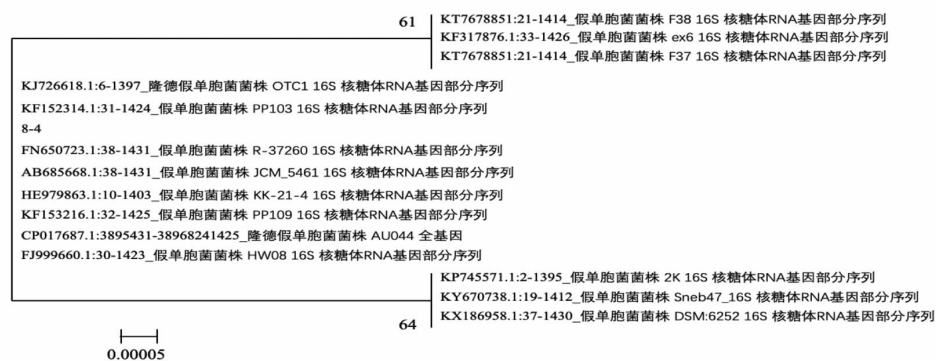 61
KT7678851:21-1414_假单胞菌菌株 F38 16S 核糖体RNA基因部分序列
KF317876.1:33-1426_假单胞菌菌株 ex6 16S 核糖体RNA基因部分序列
KT7678851:21-1414_假单胞菌菌株 F37 16S 核糖体RNA基因部分序列
KJ726618.1:6-1397_隆德假单胞菌菌株 OTC1 16S 核糖体RNA基因部分序列
KF152314.1:31-1424_假单胞菌菌株 PP103 16S 核糖体RNA基因部分序列
8-4
FN650723.1:38-1431_假单胞菌菌株 R-37260 16S 核糖体RNA基因部分序列
AB685668.1:38-1431_假单胞菌菌株 JCM_5461 16S 核糖体RNA基因部分序列
HE979863.1:10-1403_假单胞菌菌株 KK-21-4 16S 核糖体RNA基因部分序列
KF153216.1:32-1425_假单胞菌菌株 PP109 16S 核糖体RNA基因部分序列
CP017687.1:3895431-38968241425_隆德假单胞菌菌株 AU044 全基因
FJ999660.1:30-1423_假单胞菌菌株 HW08 16S 核糖体RNA基因部分序列
KP745571.1:2-1395_假单胞菌菌株 2K 16S 核糖体RNA基因部分序列
KY670738.1:19-1412_假单胞菌菌株 Sneb47_16S 核糖体RNA基因部分序列
KX186958.1:37-1430_假单胞菌菌株 DSM:6252 16S 核糖体RNA基因部分序列
64
0.00005